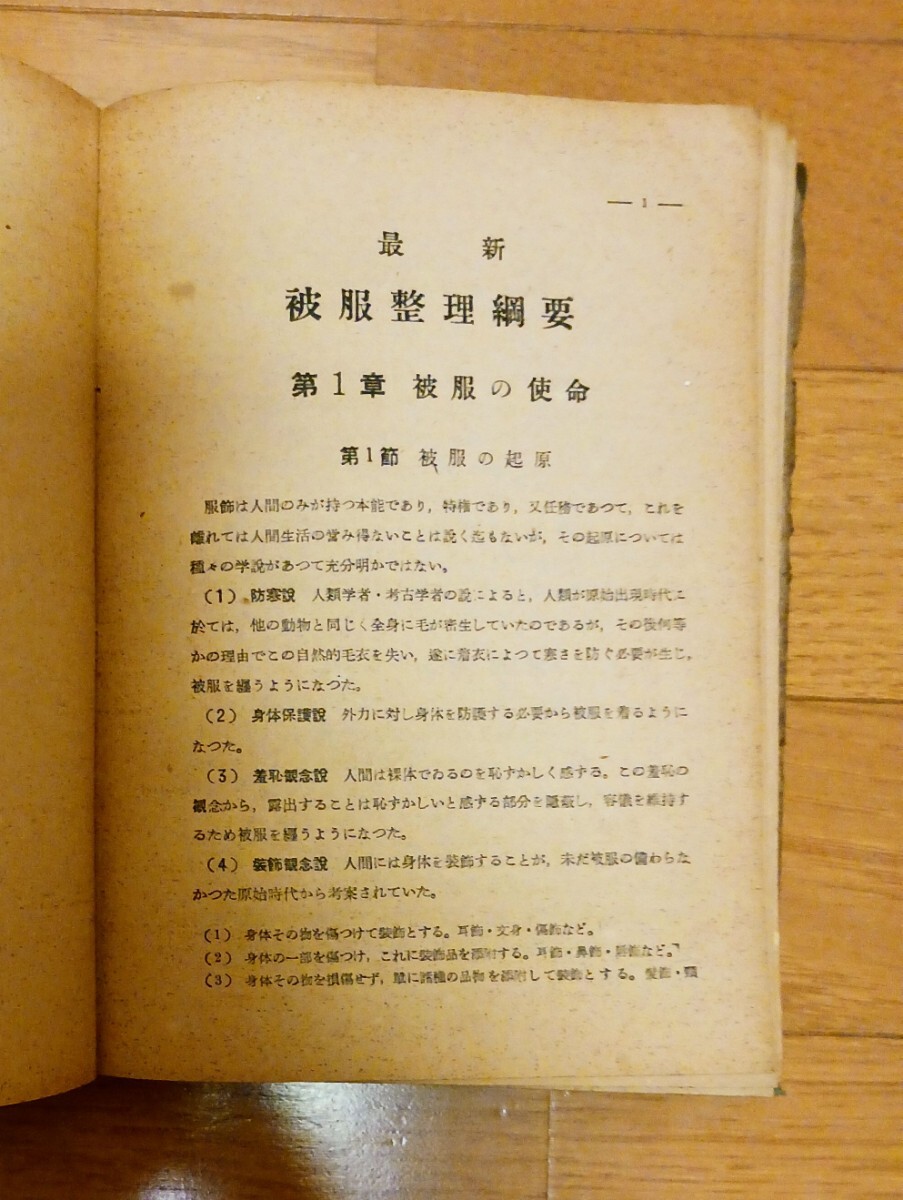 — 1 —
最 新
被服整理綱要
第1章 被服の使命
第1節 被服の起原
服飾は人間のみが持つ本能であり，特権であり，又任務であつて，これを
離れては人間生活の営み得ないことは説く迄もないが，その起原については
種々の学説があつて充分明かではない。
(1) 防寒説 人類学者・考古学者の説によると，人類が原始出現時代に
於ては，他の動物と同じく全身に毛が密生していたのであるが，その後何等
かの理由でこの自然的毛衣を失い，遂に着衣によつて寒さを防ぐ必要が生じ，
被服を纒うようになつた。
(2) 身体保護説 外力に対し身体を防護する必要から被服を着るように
なつた。
(3) 羞恥観念説 人間は裸体であるのを恥ずかしく感ずる。この羞恥の
観念から，露出することは恥ずかしいと感ずる部分を隠蔽し，容儀を維持す
るため被服を纒うようになつた。
(4) 装飾観念説 人間には身体を装飾することが，未だ被服の備わらな
かつた原始時代から考案されていた。
(1) 身体その物を傷つけて装飾とする。耳飾・文身・傷飾など。
(2) 身体の一部を傷つけ，これに装飾品を添附する。耳飾・鼻飾・唇飾など。
(3) 身体その物を損傷せず，単に諸種の品物を添附して装飾とする。髪飾・頸